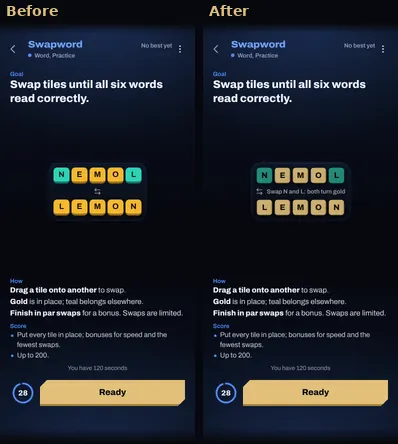 Before
After
Swapword
No best yet
Word, Practice
Goal
Swap tiles until all six words
read correctly.
N E M O L
L E M O N
How
Drag a tile onto another to swap.
Gold is in place; teal belongs elsewhere.
Finish in par swaps for a bonus. Swaps are limited.
Score
Put every tile in place; bonuses for speed and the
fewest swaps.
Up to 200.
You have 120 seconds
28
Ready
Swapword
No best yet
Word, Practice
Goal
Swap tiles until all six words
read correctly.
N E M O L
Swap N and L: both turn gold
L E M O N
How
Drag a tile onto another to swap.
Gold is in place; teal belongs elsewhere.
Finish in par swaps for a bonus. Swaps are limited.
Score
Put every tile in place; bonuses for speed and the
fewest swaps.
Up to 200.
You have 120 seconds
28
Ready